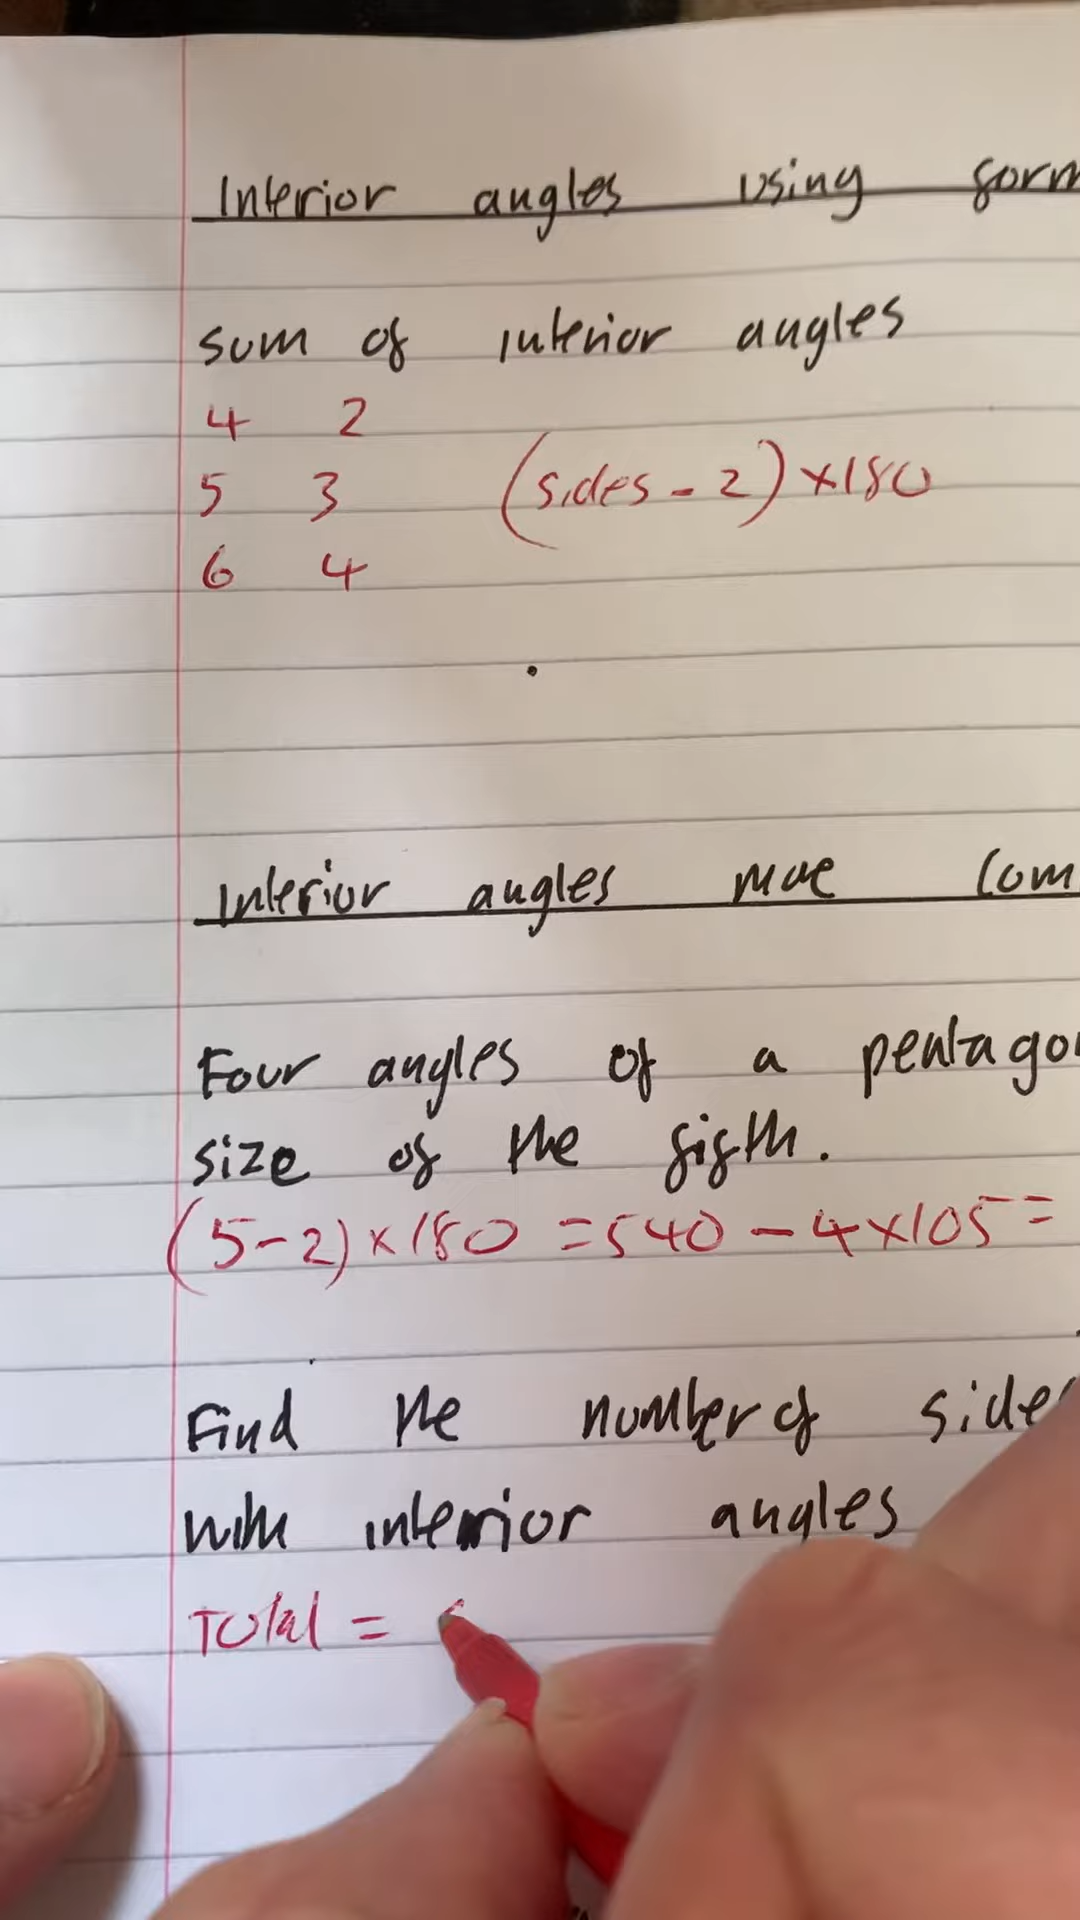 Interior angles using form
sum of interior angles
4 2
5 3 (sides - 2) × 180
6 4
Interior angles more com
Four angles of a pentago
size of the fifth.
(5-2) × 180 = 540 - 4×105 =
Find the number of side
with interior angles
Total =